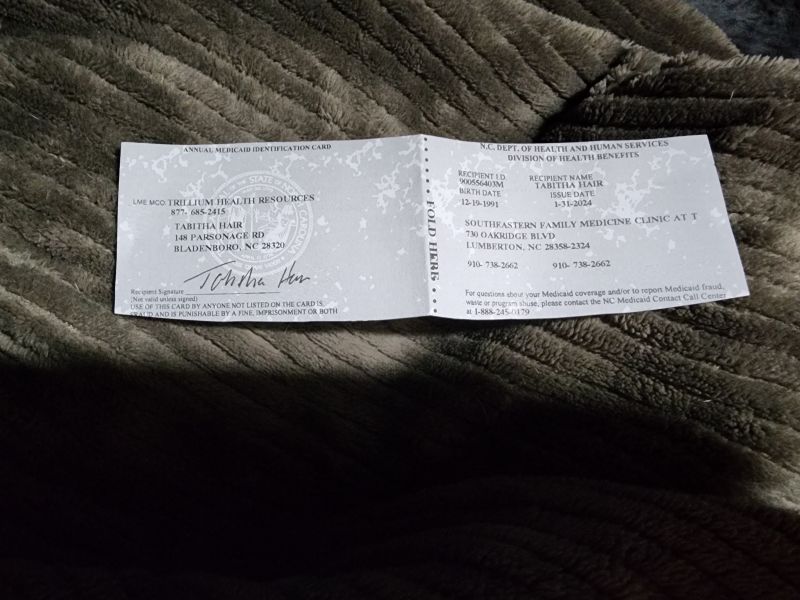 ANNUAL MEDICAID IDENTIFICATION CARD
LME MCO: TRILLIUM HEALTH RESOURCES
877- 685-2415
TABITHA HAIR
148 PARSONAGE RD
BLADENBORO, NC 28320
Recipient Signature
Tabitha Hair
(Not valid unless signed)
USE OF THIS CARD BY ANYONE NOT LISTED ON THE CARD IS
FRAUD AND IS PUNISHABLE BY A FINE, IMPRISONMENT OR BOTH
FOLD HERE
N.C. DEPT. OF HEALTH AND HUMAN SERVICES
DIVISION OF HEALTH BENEFITS
RECIPIENT I.D. RECIPIENT NAME
900556403M TABITHA HAIR
BIRTH DATE ISSUE DATE
12-19-1991 1-31-2024
SOUTHEASTERN FAMILY MEDICINE CLINIC AT T
730 OAKRIDGE BLVD
LUMBERTON, NC 28358-2324
910- 738-2662 910- 738-2662
For questions about your Medicaid coverage and/or to report Medicaid fraud,
waste or program abuse, please contact the NC Medicaid Contact Call Center
at 1-888-245-0179